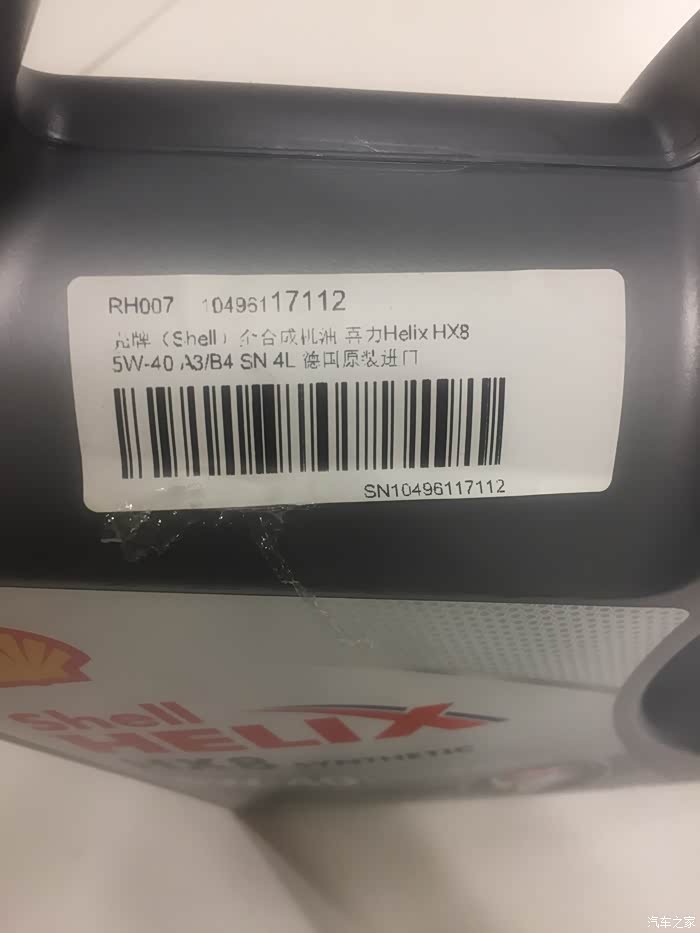 RH007 10496117112
壳牌（Shell）全合成机油 喜力Helix HX8
5W-40 A3/B4 SN 4L 德国原装进口
SN10496117112
Shell
HELIX
HX8 SYNTHETIC
汽车之家